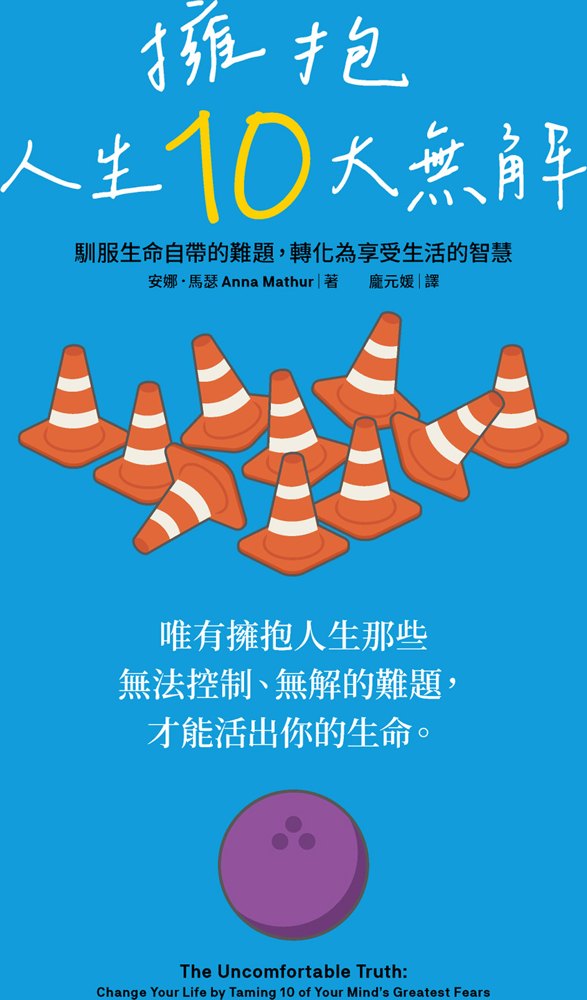 擁抱
人生10大無解
馴服生命自帶的難題，轉化為享受生活的智慧
安娜・馬瑟 Anna Mathur｜著　龐元媛｜譯
唯有擁抱人生那些
無法控制、無解的難題，
才能活出你的生命。
The Uncomfortable Truth:
Change Your Life by Taming 10 of Your Mind's Greatest Fears